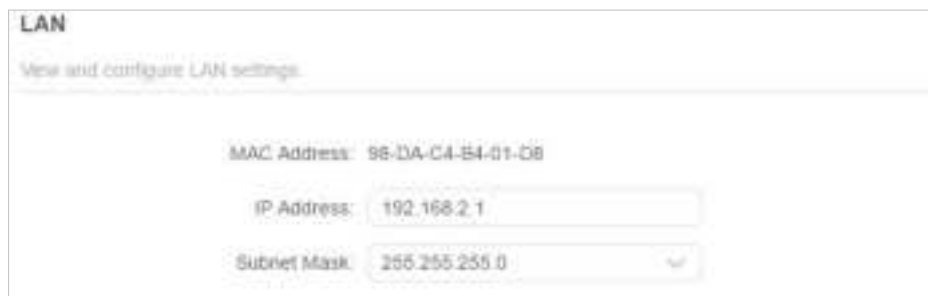 LAN
View and configure LAN settings.
MAC Address: 98-DA-C4-B4-01-D8
IP Address: 192.168.2.1
Subnet Mask: 255.255.255.0